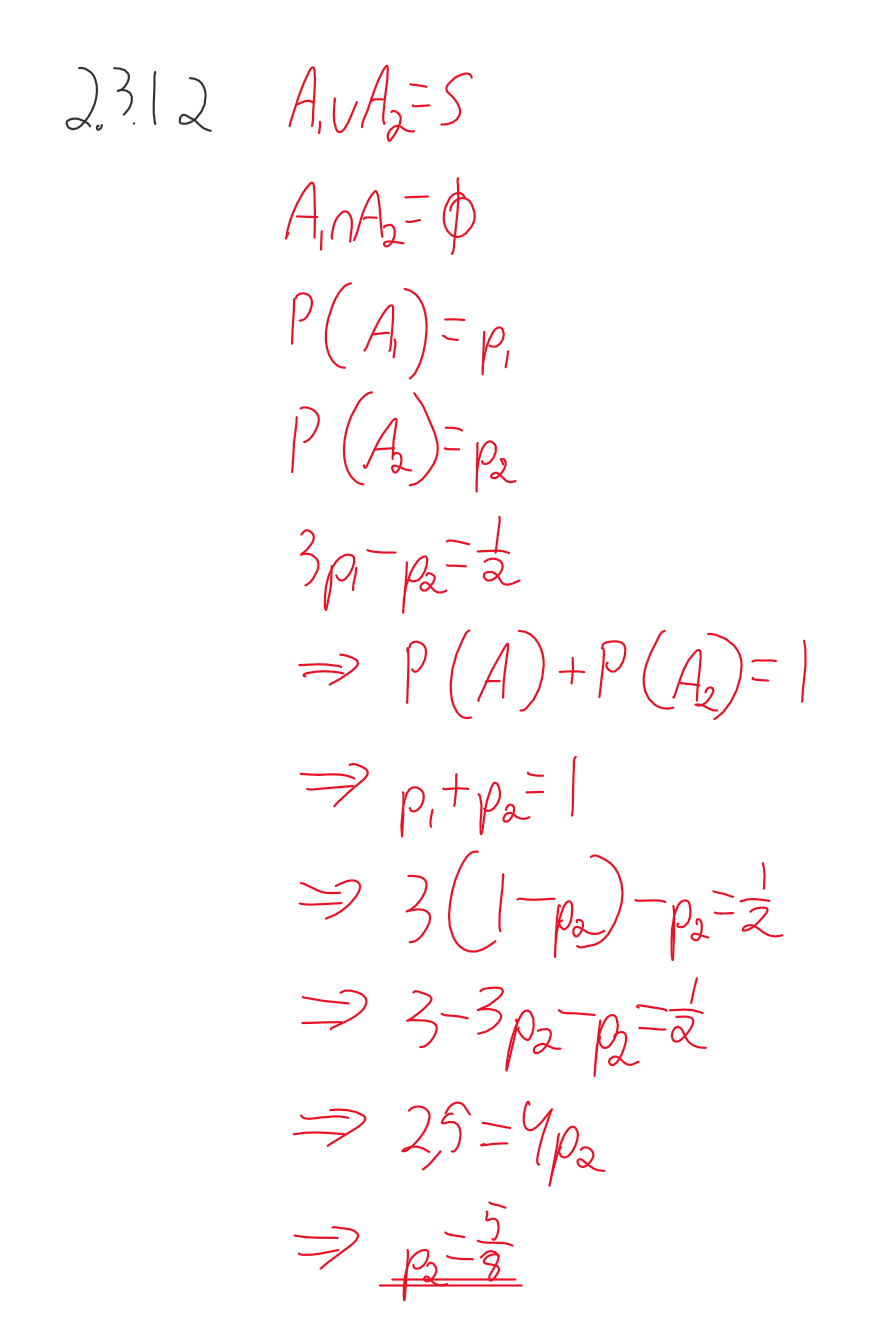 2.3.12 A₁∪A₂=S
A₁∩A₂=∅
P(A₁)=p₁
P(A₂)=p₂
3p₁-p₂=1/2
⇒ P(A)+P(A₂)=1
⇒ p₁+p₂=1
⇒ 3(1-p₂)-p₂=1/2
⇒ 3-3p₂-p₂=1/2
⇒ 2,5=4p₂
⇒ p₂=5/8